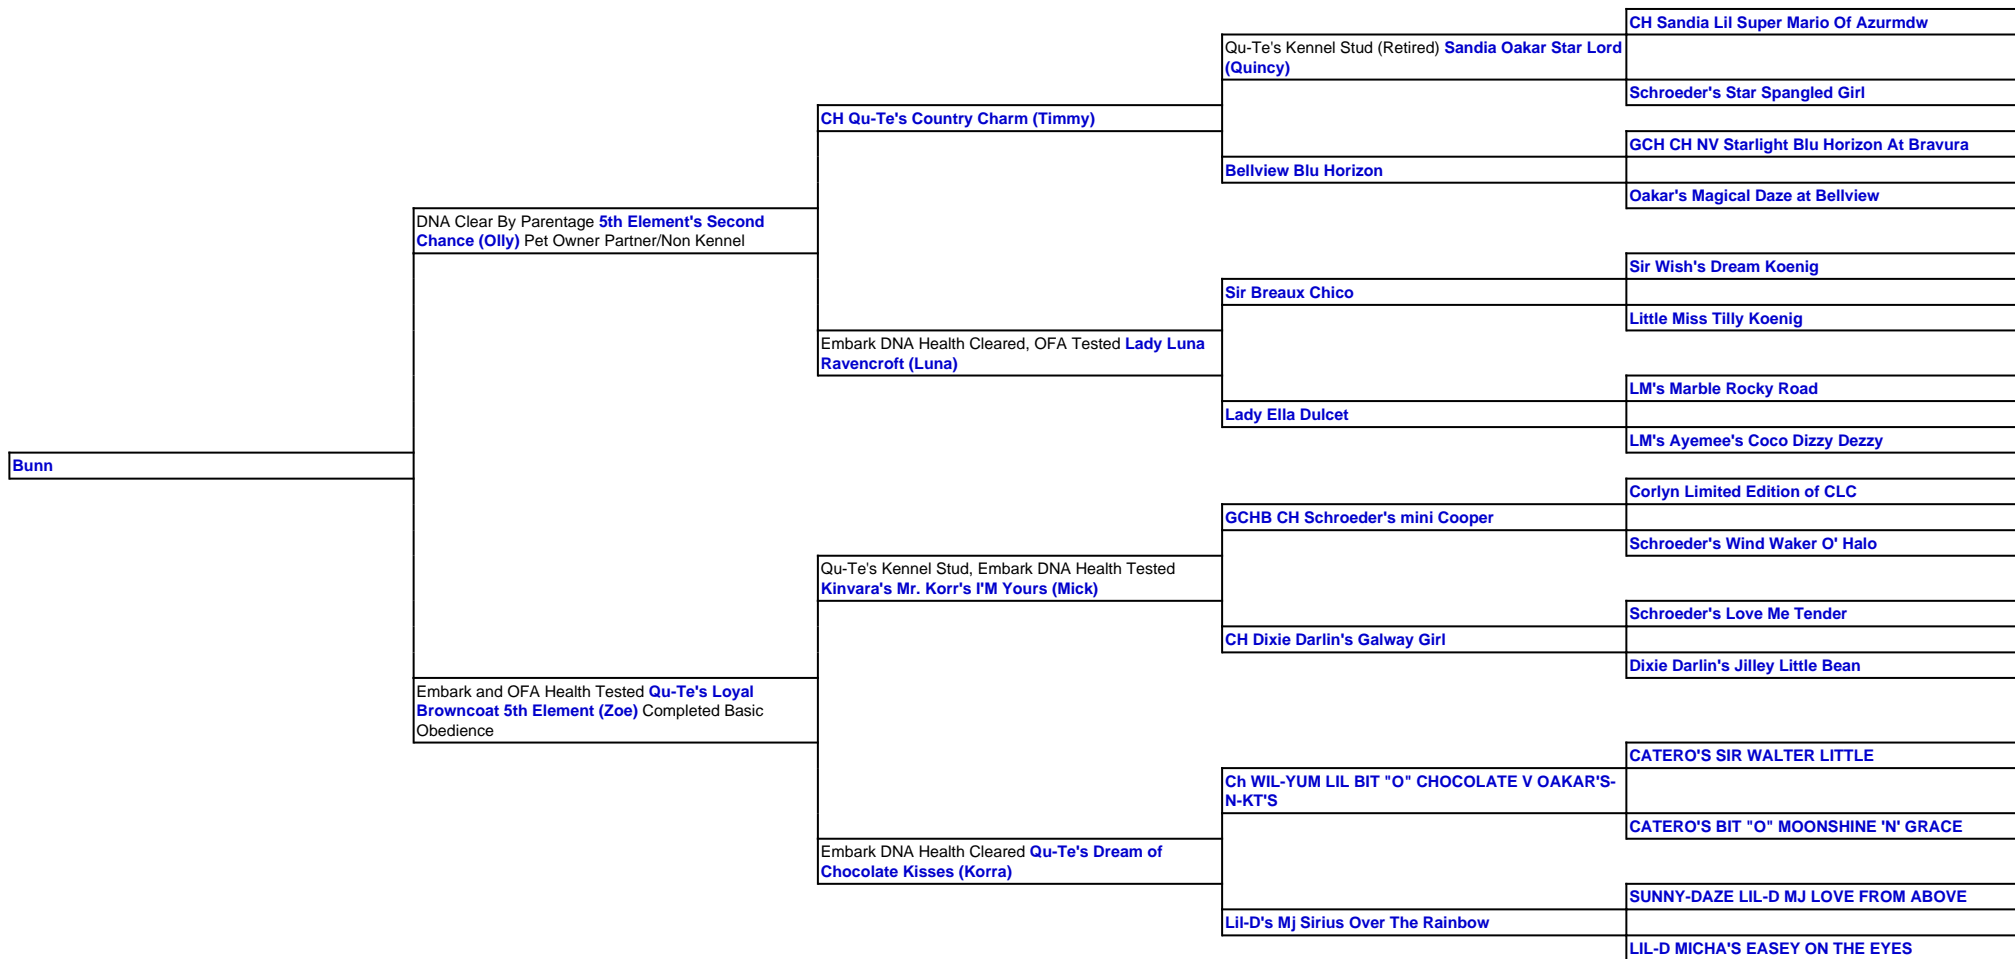 CH Sandia Lil Super Mario Of Azurmdw
Qu-Te's Kennel Stud (Retired) Sandia Oakar Star Lord
(Quincy)
Schroeder's Star Spangled Girl
CH Qu-Te's Country Charm (Timmy)
GCH CH NV Starlight Blu Horizon At Bravura
Bellview Blu Horizon
Oakar's Magical Daze at Bellview
DNA Clear By Parentage 5th Element's Second
Chance (Olly) Pet Owner Partner/Non Kennel
Sir Wish's Dream Koenig
Sir Breaux Chico
Little Miss Tilly Koenig
Embark DNA Health Cleared, OFA Tested Lady Luna
Ravencroft (Luna)
LM's Marble Rocky Road
Lady Ella Dulcet
LM's Ayemee's Coco Dizzy Dezzy
Bunn
Corlyn Limited Edition of CLC
GCHB CH Schroeder's mini Cooper
Schroeder's Wind Waker O' Halo
Qu-Te's Kennel Stud, Embark DNA Health Tested
Kinvara's Mr. Korr's I'M Yours (Mick)
Schroeder's Love Me Tender
CH Dixie Darlin's Galway Girl
Dixie Darlin's Jilley Little Bean
Embark and OFA Health Tested Qu-Te's Loyal
Browncoat 5th Element (Zoe) Completed Basic
Obedience
CATERO'S SIR WALTER LITTLE
Ch WIL-YUM LIL BIT "O" CHOCOLATE V OAKAR'S-
N-KT'S
CATERO'S BIT "O" MOONSHINE 'N' GRACE
Embark DNA Health Cleared Qu-Te's Dream of
Chocolate Kisses (Korra)
SUNNY-DAZE LIL-D MJ LOVE FROM ABOVE
Lil-D's Mj Sirius Over The Rainbow
LIL-D MICHA'S EASEY ON THE EYES